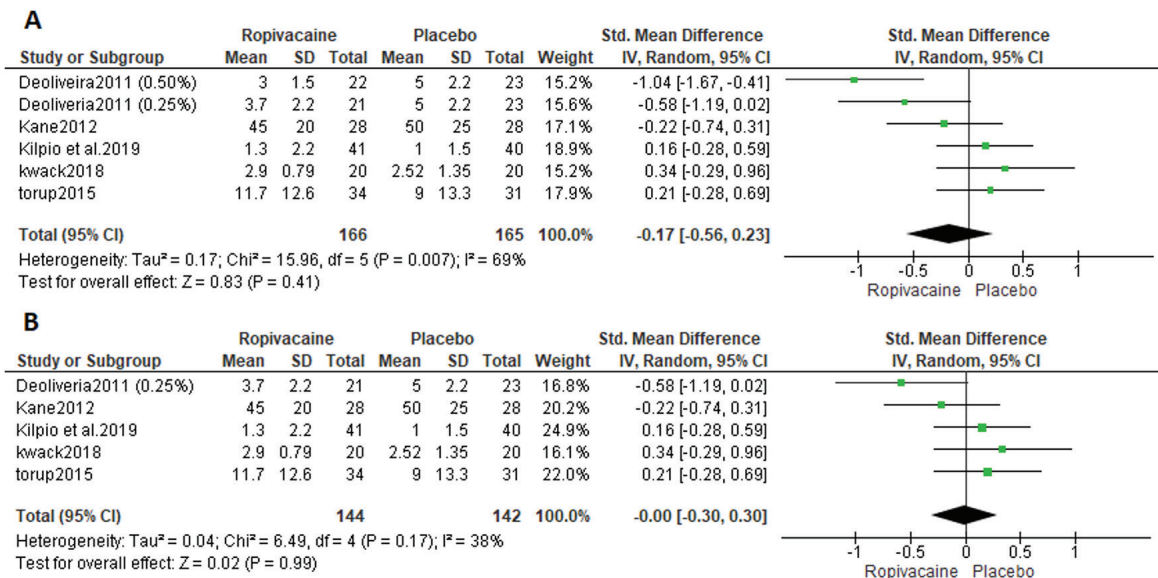 A
Ropivacaine Placebo Std. Mean Difference Std. Mean Difference
Study or Subgroup Mean SD Total Mean SD Total Weight IV, Random, 95% CI IV, Random, 95% CI
Deoliveira2011 (0.50%) 3 1.5 22 5 2.2 23 15.2% -1.04 [-1.67, -0.41]
Deoliveria2011 (0.25%) 3.7 2.2 21 5 2.2 23 15.6% -0.58 [-1.19, 0.02]
Kane2012 45 20 28 50 25 28 17.1% -0.22 [-0.74, 0.31]
Kilpio et al.2019 1.3 2.2 41 1 1.5 40 18.9% 0.16 [-0.28, 0.59]
kwack2018 2.9 0.79 20 2.52 1.35 20 15.2% 0.34 [-0.29, 0.96]
torup2015 11.7 12.6 34 9 13.3 31 17.9% 0.21 [-0.28, 0.69]
Total (95% CI) 166 165 100.0% -0.17 [-0.56, 0.23]
Heterogeneity: Tau² = 0.17; Chi² = 15.96, df = 5 (P = 0.007); I² = 69%
Test for overall effect: Z = 0.83 (P = 0.41)
-1 -0.5 0 0.5 1
Ropivacaine Placebo
B
Ropivacaine Placebo Std. Mean Difference Std. Mean Difference
Study or Subgroup Mean SD Total Mean SD Total Weight IV, Random, 95% CI IV, Random, 95% CI
Deoliveria2011 (0.25%) 3.7 2.2 21 5 2.2 23 16.8% -0.58 [-1.19, 0.02]
Kane2012 45 20 28 50 25 28 20.2% -0.22 [-0.74, 0.31]
Kilpio et al.2019 1.3 2.2 41 1 1.5 40 24.9% 0.16 [-0.28, 0.59]
kwack2018 2.9 0.79 20 2.52 1.35 20 16.1% 0.34 [-0.29, 0.96]
torup2015 11.7 12.6 34 9 13.3 31 22.0% 0.21 [-0.28, 0.69]
Total (95% CI) 144 142 100.0% -0.00 [-0.30, 0.30]
Heterogeneity: Tau² = 0.04; Chi² = 6.49, df = 4 (P = 0.17); I² = 38%
Test for overall effect: Z = 0.02 (P = 0.99)
-1 -0.5 0 0.5 1
Ropivacaine Placebo